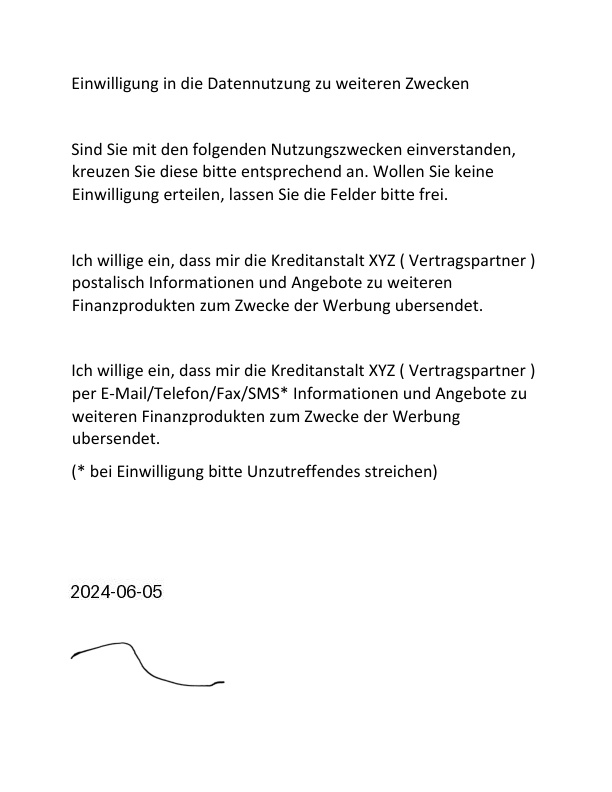 Einwilligung in die Datennutzung zu weiteren Zwecken
Sind Sie mit den folgenden Nutzungszwecken einverstanden,
kreuzen Sie diese bitte entsprechend an. Wollen Sie keine
Einwilligung erteilen, lassen Sie die Felder bitte frei.
Ich willige ein, dass mir die Kreditanstalt XYZ ( Vertragspartner )
postalisch Informationen und Angebote zu weiteren
Finanzprodukten zum Zwecke der Werbung ubersendet.
Ich willige ein, dass mir die Kreditanstalt XYZ ( Vertragspartner )
per E-Mail/Telefon/Fax/SMS* Informationen und Angebote zu
weiteren Finanzprodukten zum Zwecke der Werbung
ubersendet.
(* bei Einwilligung bitte Unzutreffendes streichen)
2024-06-05